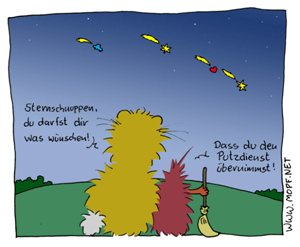 Sternschnuppen,
du darfst dir
was wünschen!
Dass du den
Putzdienst
übernimmst!
WWW.MOPF.NET